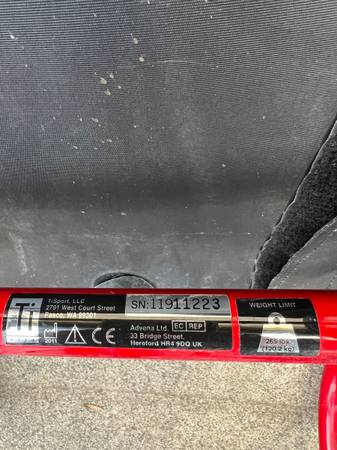 Ti
TiSport, LLC
2701 West Court Street
Pasco, WA 99301
2011
SN:11911223
Advena Ltd. EC REP
33 Bridge Street,
Hereford HR4 9DQ UK
WEIGHT LIMIT
265 lbs.
(120.2 kg)